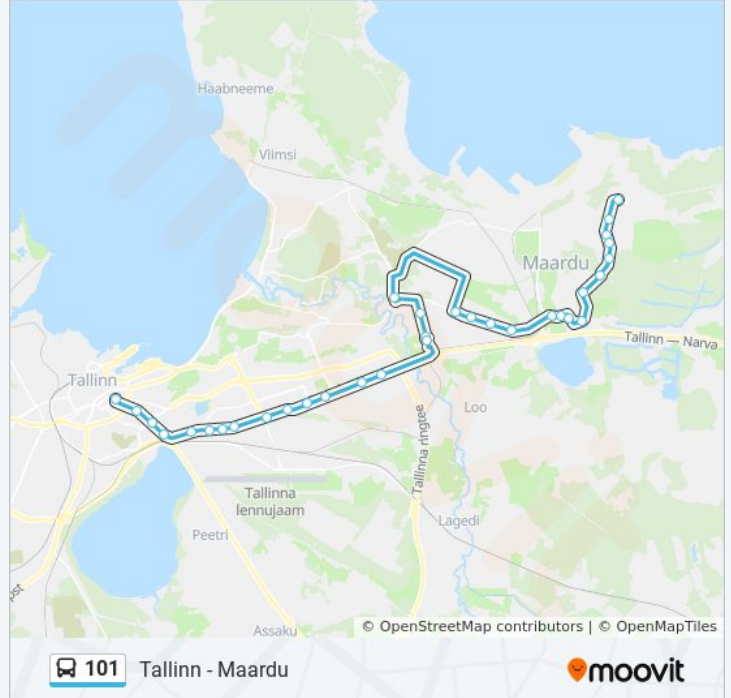 Haabneeme
Viimsi
Maardu
Tallinn — Narva
Tallinn
Loo
Tallinna ringtee
Tallinna
lennujaam
Lagedi
Peetri
pst
Assaku
© OpenStreetMap contributors | © OpenMapTiles
101 Tallinn - Maardu
moovit